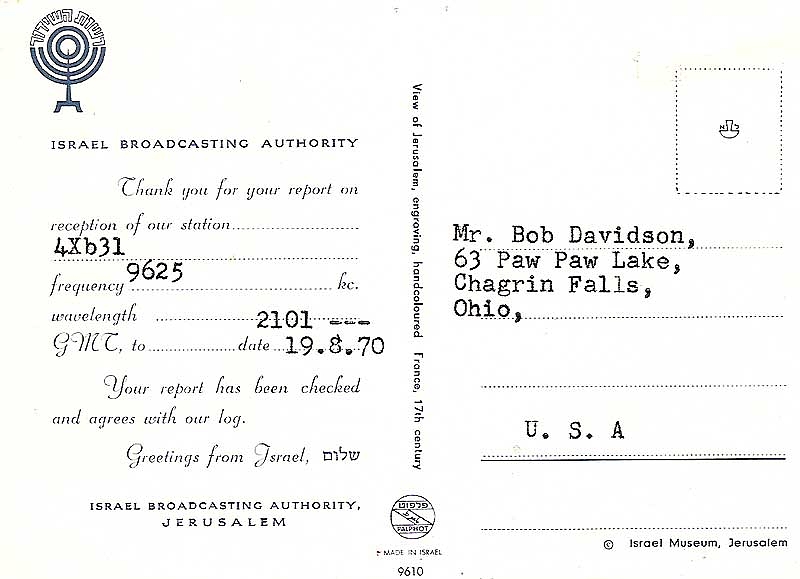 רשות השידור
ISRAEL BROADCASTING AUTHORITY
Thank you for your report on
reception of our station
4Xb31
frequency 9625 kc.
wavelength 2101 ---
GMT, to date 19.8.70
Your report has been checked
and agrees with our log.
Greetings from Israel, שלום
ISRAEL BROADCASTING AUTHORITY,
JERUSALEM
View of Jerusalem, engraving, handcoloured France, 17th century
פלפוט
PALPHOT
MADE IN ISRAEL
9610
Mr. Bob Davidson,
63 Paw Paw Lake,
Chagrin Falls,
Ohio,
U. S. A
© Israel Museum, Jerusalem